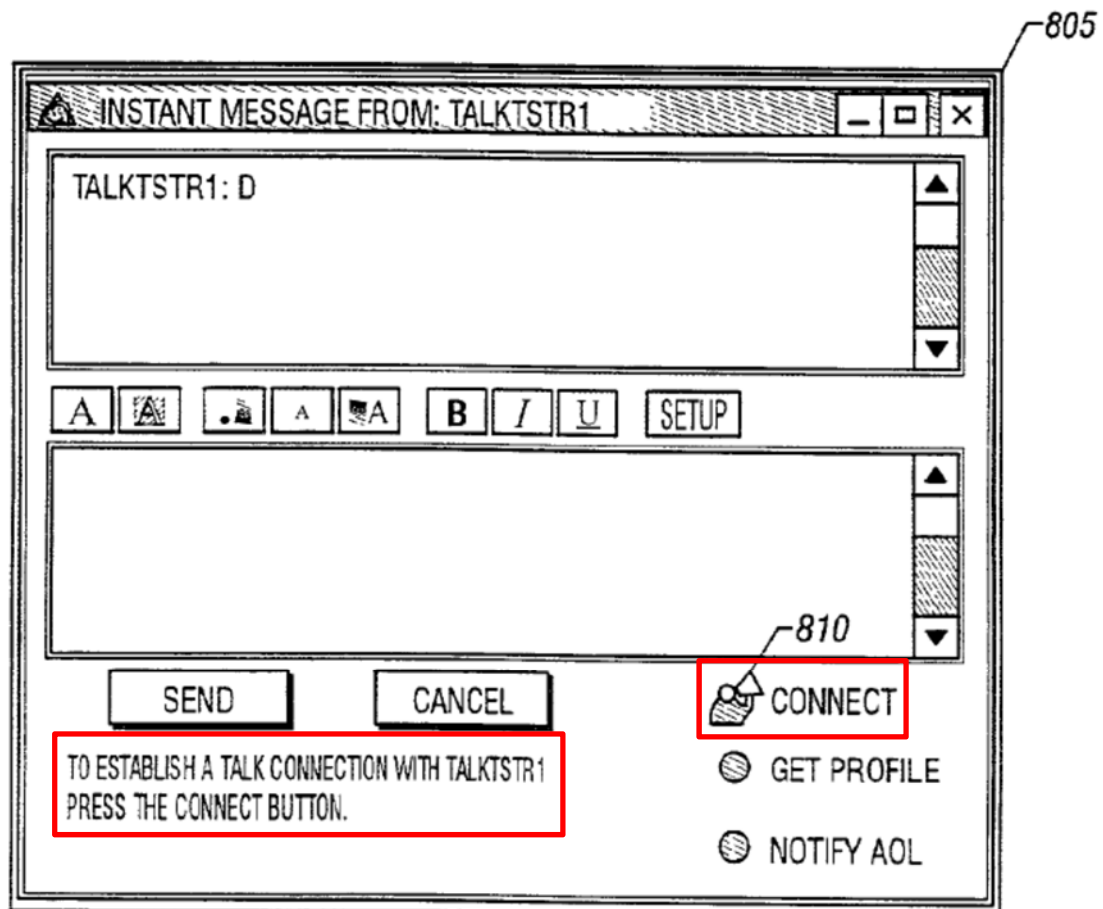 805
INSTANT MESSAGE FROM: TALKTSTR1
TALKTSTR1: D
A A A A B I U SETUP
810
SEND CANCEL CONNECT
TO ESTABLISH A TALK CONNECTION WITH TALKTSTR1
PRESS THE CONNECT BUTTON.
GET PROFILE
NOTIFY AOL